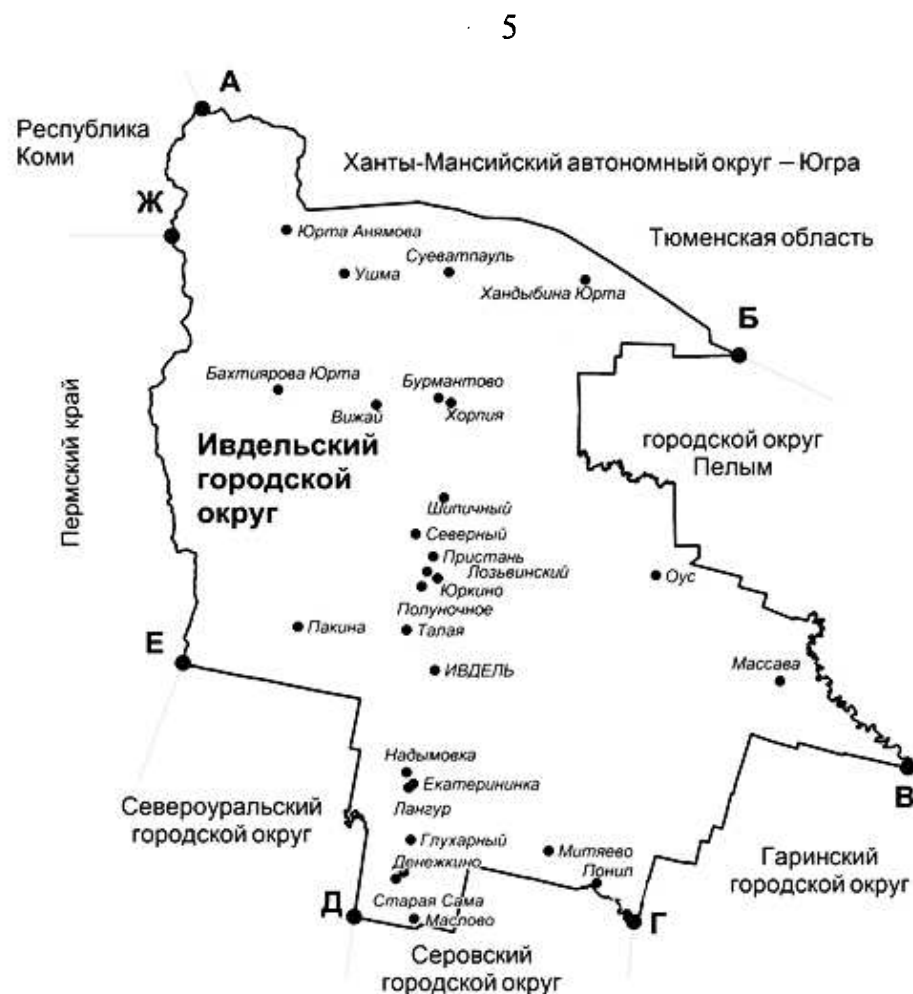 5
А
Республика
Коми
Ханты-Мансийский автономный округ – Югра
Ж
Юрта Анямова
Тюменская область
Суеватпауль
Ушма
Хандыбина Юрта
Б
Бахтиярова Юрта
Бурмантово
Вижай
Хорпия
Пермский край
Ивдельский
городской
округ
городской округ
Пелым
Шипичный
Северный
Пристань
Лозьвинский
Оус
Юркино
Полуночное
Пакина
Талая
Е
ИВДЕЛЬ
Массава
Надымовка
Екатерининка
В
Лангур
Североуральский
городской округ
Глухарный
Митяево
Денежкино
Понил
Гаринский
городской округ
Д
Старая Сама
Маслово
Г
Серовский
городской округ